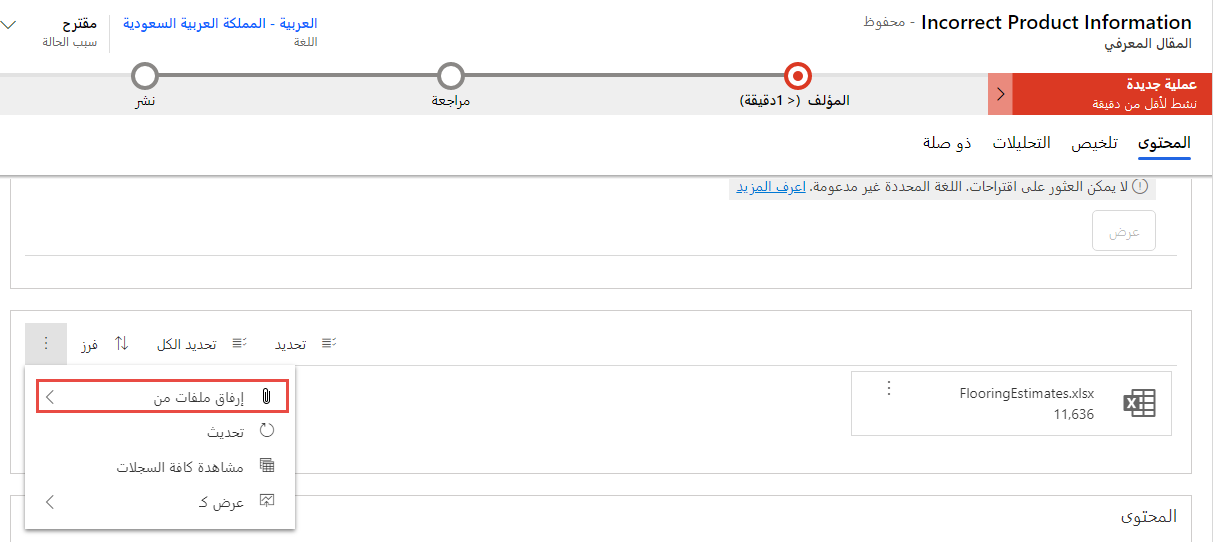 Incorrect Product Information - محفوظ
المقال المعرفي
العربية - المملكة العربية السعودية
اللغة
مقترح
سبب الحالة
عملية جديدة
نشط لأقل من دقيقة
المؤلف (< 1دقيقة)
مراجعة
نشر
المحتوى
تلخيص
التحليلات
ذو صلة
لا يمكن العثور على اقتراحات. اللغة المحددة غير مدعومة. اعرف المزيد
عرض
تحديد
تحديد الكل
فرز
FlooringEstimates.xlsx
11,636
إرفاق ملفات من
تحديث
مشاهدة كافة السجلات
عرض كـ
المحتوى